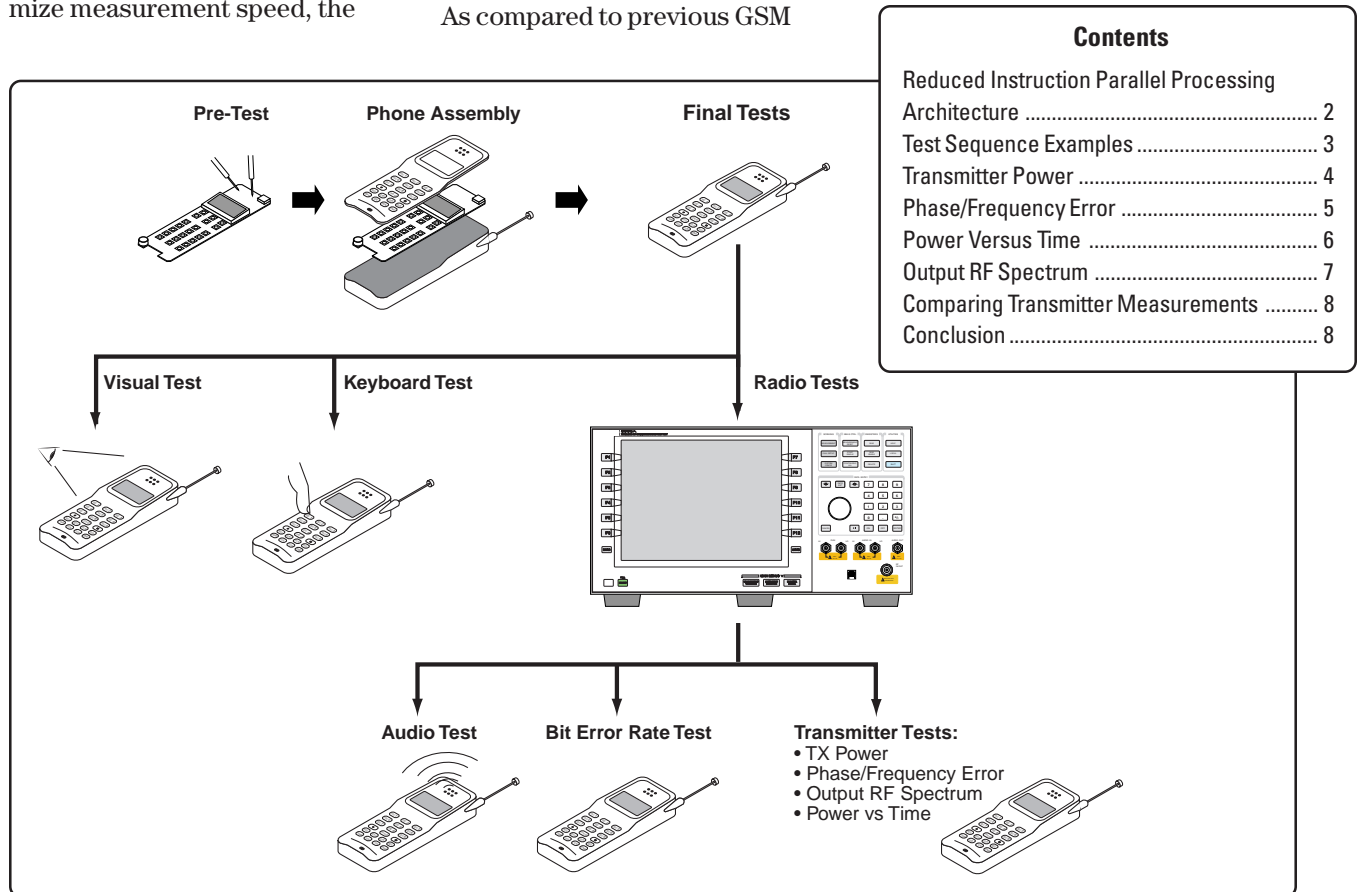 mize measurement speed, the
As compared to previous GSM
Contents
Reduced Instruction Parallel Processing
Architecture ..................................................... 2
Test Sequence Examples ................................. 3
Transmitter Power ............................................ 4
Phase/Frequency Error .................................... 5
Power Versus Time .......................................... 6
Output RF Spectrum ......................................... 7
Comparing Transmitter Measurements .......... 8
Conclusion ........................................................ 8
Pre-Test
Phone Assembly
Final Tests
Visual Test
Keyboard Test
Radio Tests
Audio Test
Bit Error Rate Test
Transmitter Tests:
• TX Power
• Phase/Frequency Error
• Output RF Spectrum
• Power vs Time